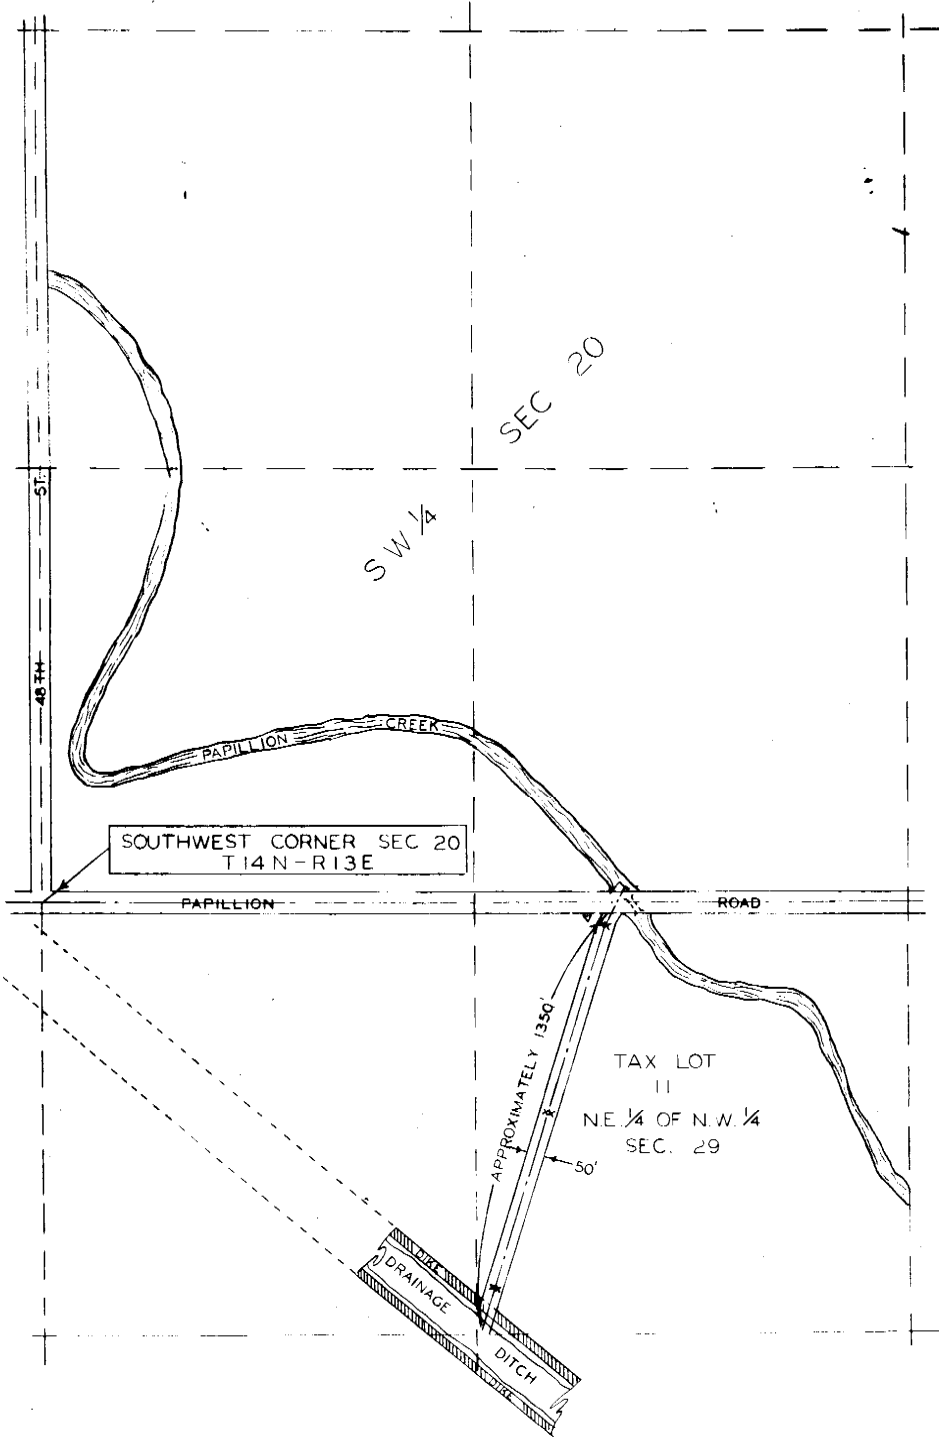 SEC 20
SW 1/4
48TH ST.
PAPILLION CREEK
SOUTHWEST CORNER SEC 20
T14N-R13E
PAPILLION ROAD
APPROXIMATELY 1350'
TAX LOT
11
N.E. 1/4 OF N.W. 1/4
SEC. 29
50'
DIKE
DRAINAGE DITCH
DIKE